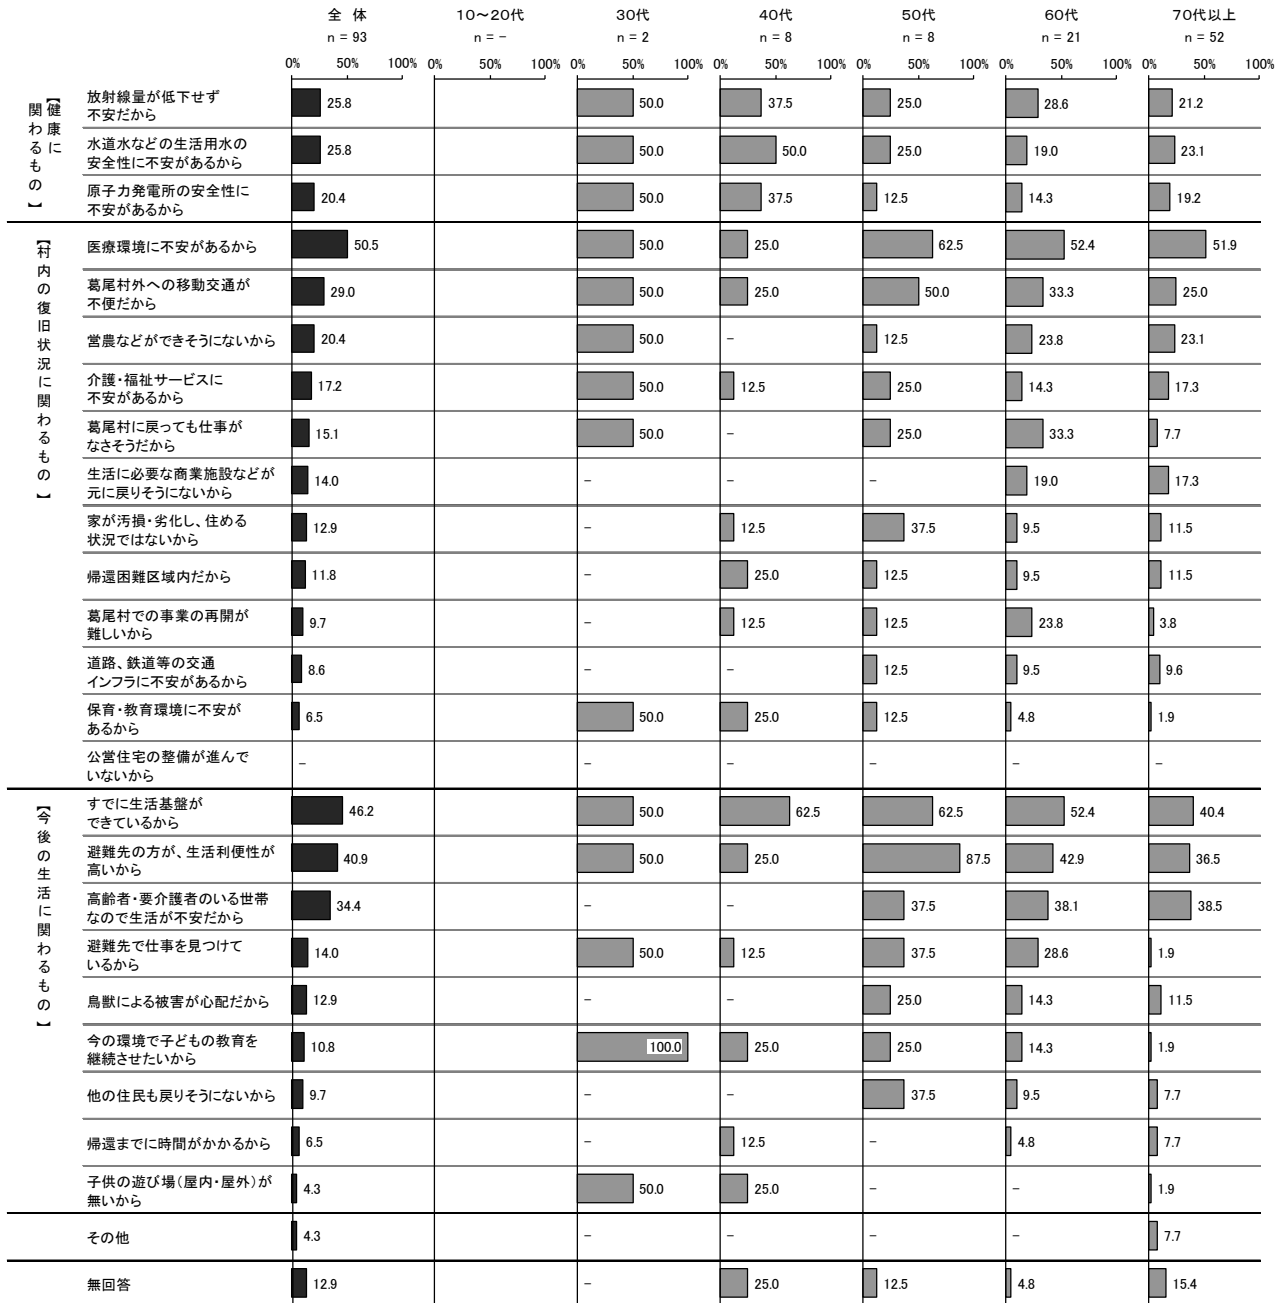 全 体 10～20代 30代 40代 50代 60代 70代以上
n = 93 n = － n = 2 n = 8 n = 8 n = 21 n = 52
0% 50% 100% 0% 50% 100% 0% 50% 100% 0% 50% 100% 0% 50% 100% 0% 50% 100% 0% 50% 100%
【健康に関わるもの】
放射線量が低下せず
不安だから
25.8 50.0 37.5 25.0 28.6 21.2
水道水などの生活用水の
安全性に不安があるから
25.8 50.0 50.0 25.0 19.0 23.1
原子力発電所の安全性に
不安があるから
20.4 50.0 37.5 12.5 14.3 19.2
【村内の復旧状況に関わるもの】
医療環境に不安があるから
50.5 50.0 25.0 62.5 52.4 51.9
葛尾村外への移動交通が
不便だから
29.0 50.0 25.0 50.0 33.3 25.0
営農などができそうにないから
20.4 50.0 － 12.5 23.8 23.1
介護・福祉サービスに
不安があるから
17.2 50.0 12.5 25.0 14.3 17.3
葛尾村に戻っても仕事が
なさそうだから
15.1 50.0 － 25.0 33.3 7.7
生活に必要な商業施設などが
元に戻りそうにないから
14.0 － － － 19.0 17.3
家が汚損・劣化し、住める
状況ではないから
12.9 － 12.5 37.5 9.5 11.5
帰還困難区域内だから
11.8 － 25.0 12.5 9.5 11.5
葛尾村での事業の再開が
難しいから
9.7 － 12.5 12.5 23.8 3.8
道路、鉄道等の交通
インフラに不安があるから
8.6 － － 12.5 9.5 9.6
保育・教育環境に不安が
あるから
6.5 50.0 25.0 12.5 4.8 1.9
公営住宅の整備が進んで
いないから
－ － － － － －
【今後の生活に関わるもの】
すでに生活基盤が
できているから
46.2 50.0 62.5 62.5 52.4 40.4
避難先の方が、生活利便性が
高いから
40.9 50.0 25.0 87.5 42.9 36.5
高齢者・要介護者のいる世帯
なので生活が不安だから
34.4 － － 37.5 38.1 38.5
避難先で仕事を見つけて
いるから
14.0 50.0 12.5 37.5 28.6 1.9
鳥獣による被害が心配だから
12.9 － － 25.0 14.3 11.5
今の環境で子どもの教育を
継続させたいから
10.8 100.0 25.0 25.0 14.3 1.9
他の住民も戻りそうにないから
9.7 － － 37.5 9.5 7.7
帰還までに時間がかかるから
6.5 － 12.5 － 4.8 7.7
子供の遊び場（屋内・屋外）が
無いから
4.3 50.0 25.0 － － 1.9
その他
4.3 － － － － 7.7
無回答
12.9 － 25.0 12.5 4.8 15.4